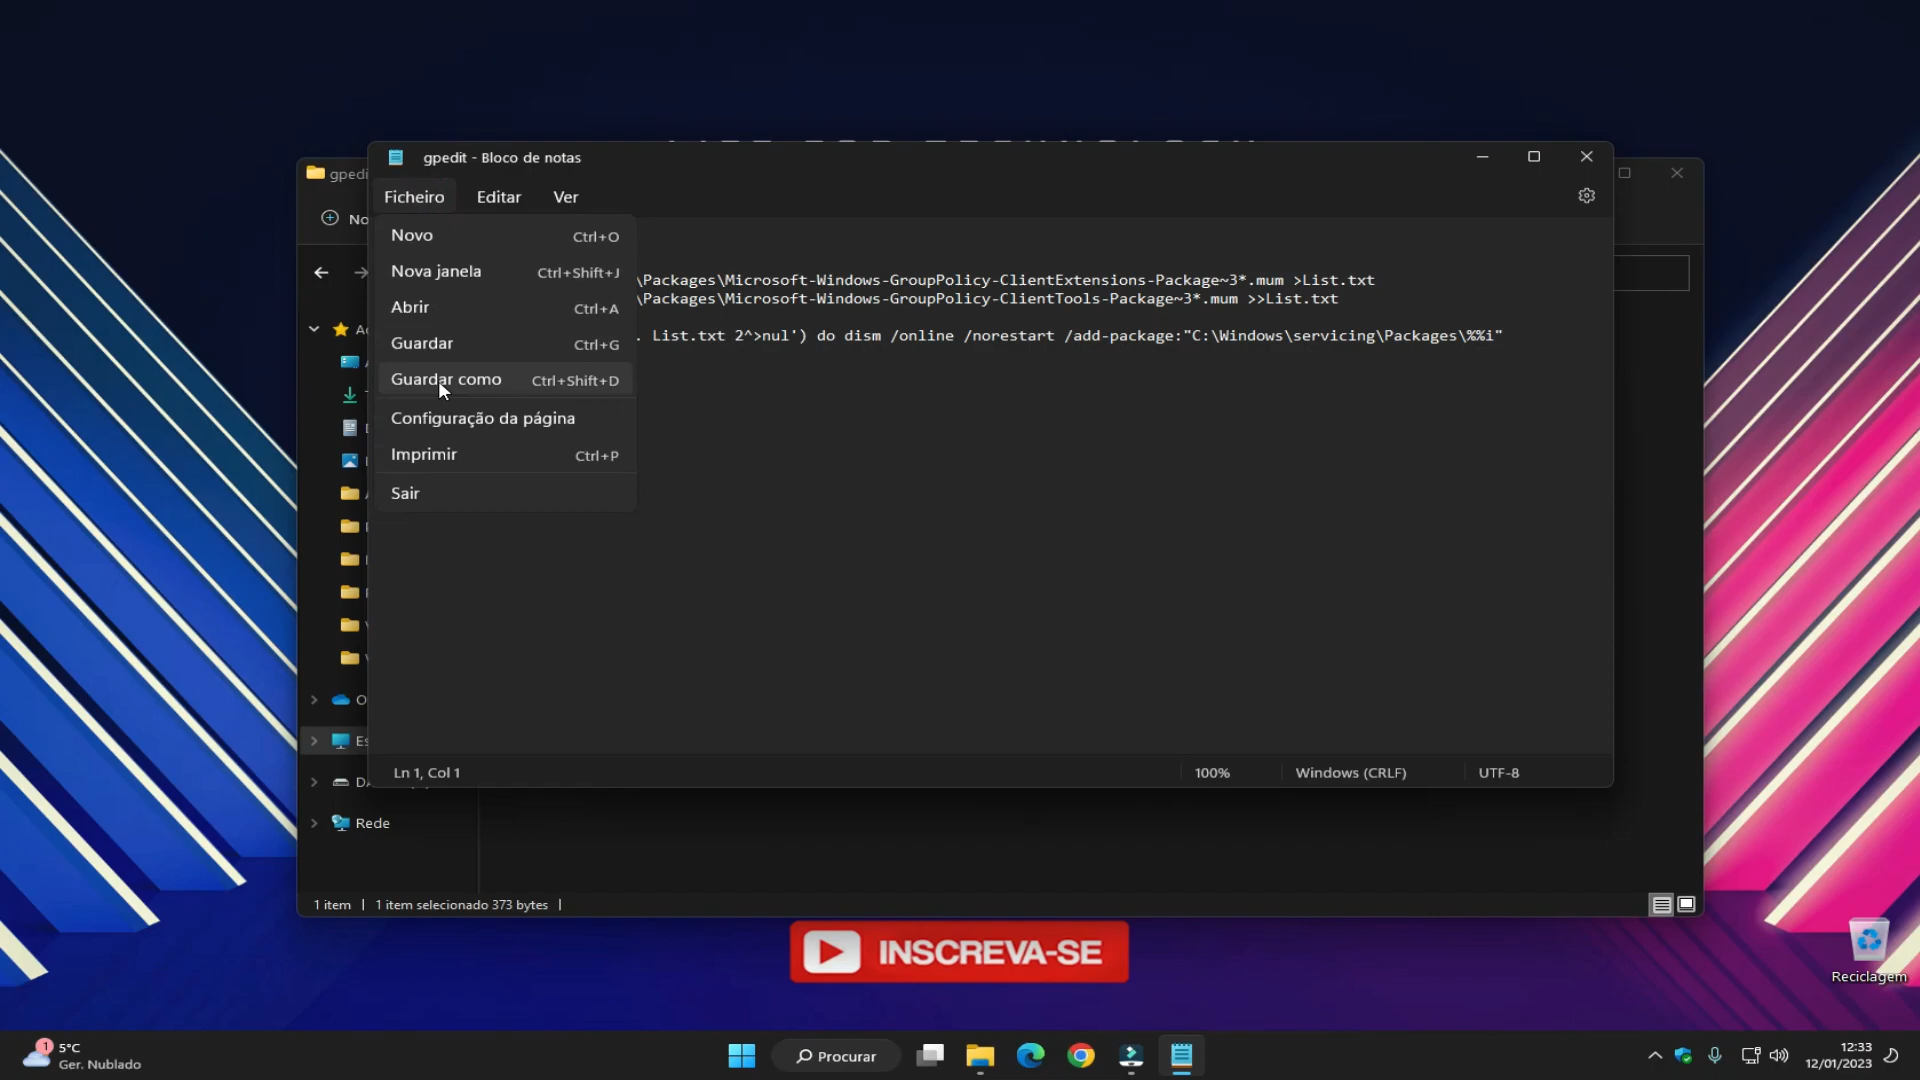 gpedit - Bloco de notas
gpedi
Ficheiro Editar Ver
No
Novo Ctrl+O
Nova janela Ctrl+Shift+J
Abrir Ctrl+A
Guardar Ctrl+G
Guardar como Ctrl+Shift+D
Configuração da página
Imprimir Ctrl+P
Sair
\Packages\Microsoft-Windows-GroupPolicy-ClientExtensions-Package~3*.mum >List.txt
\Packages\Microsoft-Windows-GroupPolicy-ClientTools-Package~3*.mum >>List.txt
. List.txt 2^>nul') do dism /online /norestart /add-package:"C:\Windows\servicing\Packages\%%i"
Ln 1, Col 1 100% Windows (CRLF) UTF-8
Rede
1 item 1 item selecionado 373 bytes
INSCREVA-SE
Reciclagem
1
5°C
Ger. Nublado
Procurar
12:33
12/01/2023